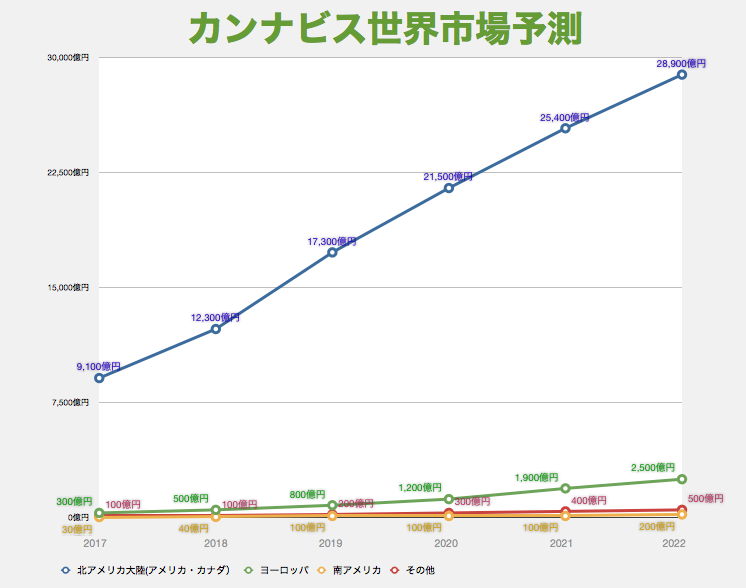 カンナビス世界市場予測
30,000億円
28,900億円
25,400億円
22,500億円
21,500億円
17,300億円
15,000億円
12,300億円
9,100億円
7,500億円
2,500億円
1,900億円
1,200億円
800億円
500億円
300億円
100億円 100億円 200億円 300億円 400億円 500億円
0億円
30億円 40億円 100億円 100億円 100億円 200億円
2017 2018 2019 2020 2021 2022
北アメリカ大陸(アメリカ・カナダ) ヨーロッパ 南アメリカ その他